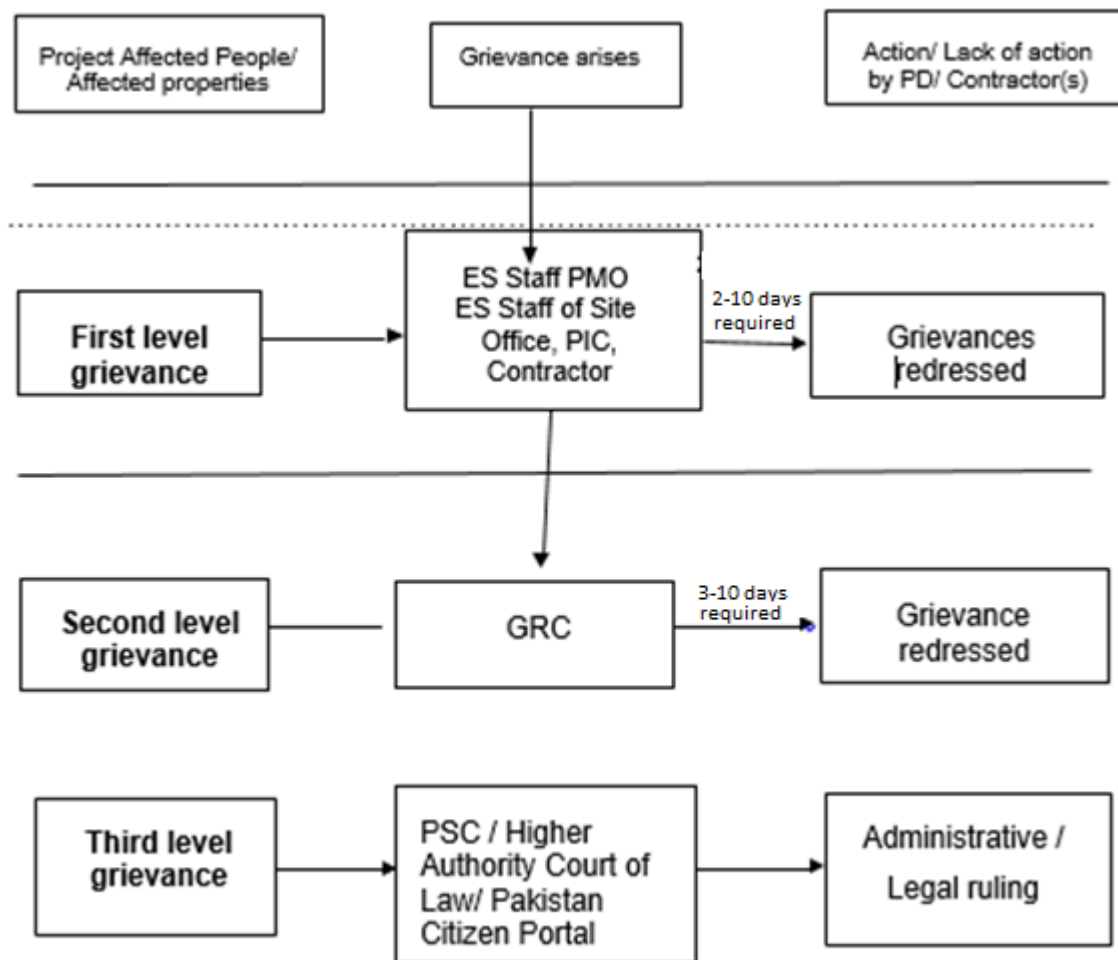 Project Affected People/
Affected properties
Grievance arises
Action/ Lack of action
by PD/ Contractor(s)
First level
grievance
ES Staff PMO
ES Staff of Site
Office, PIC,
Contractor
2-10 days
required
Grievances
redressed
Second level
grievance
GRC
3-10 days
required
Grievance
redressed
Third level
grievance
PSC / Higher
Authority Court of
Law/ Pakistan
Citizen Portal
Administrative /
Legal ruling